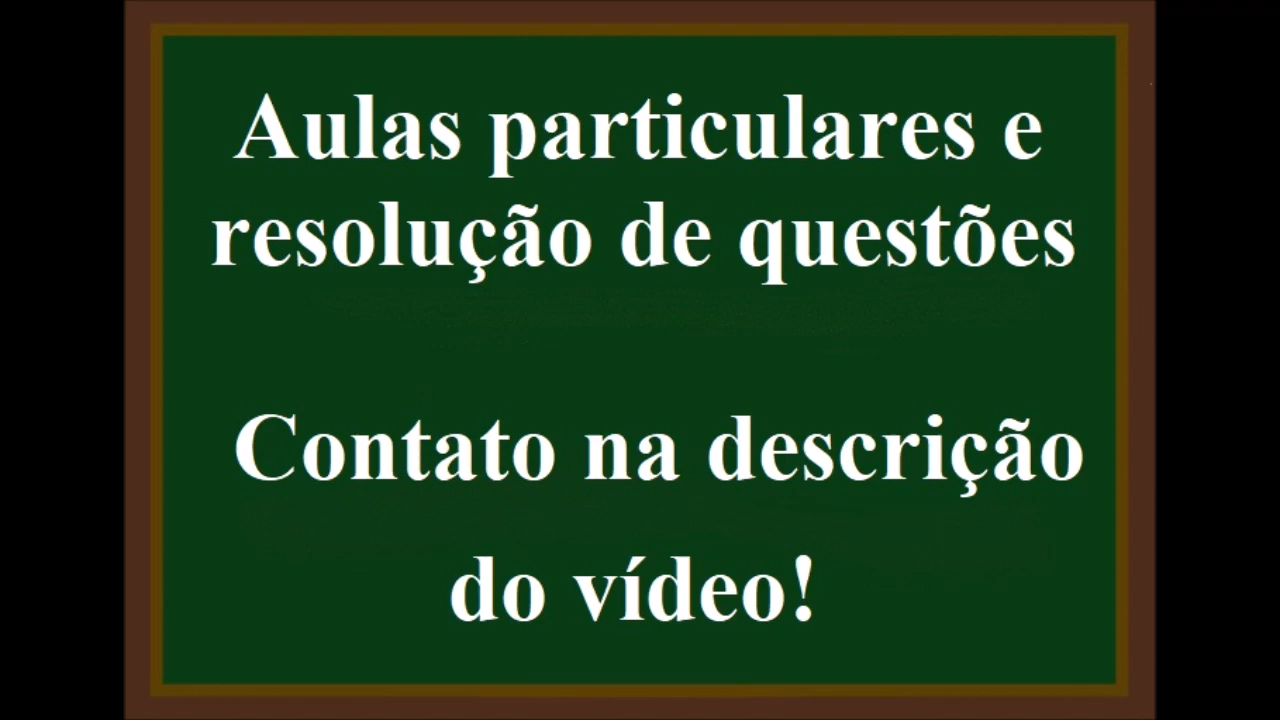 Aulas particulares e
resolução de questões
Contato na descrição
do vídeo!